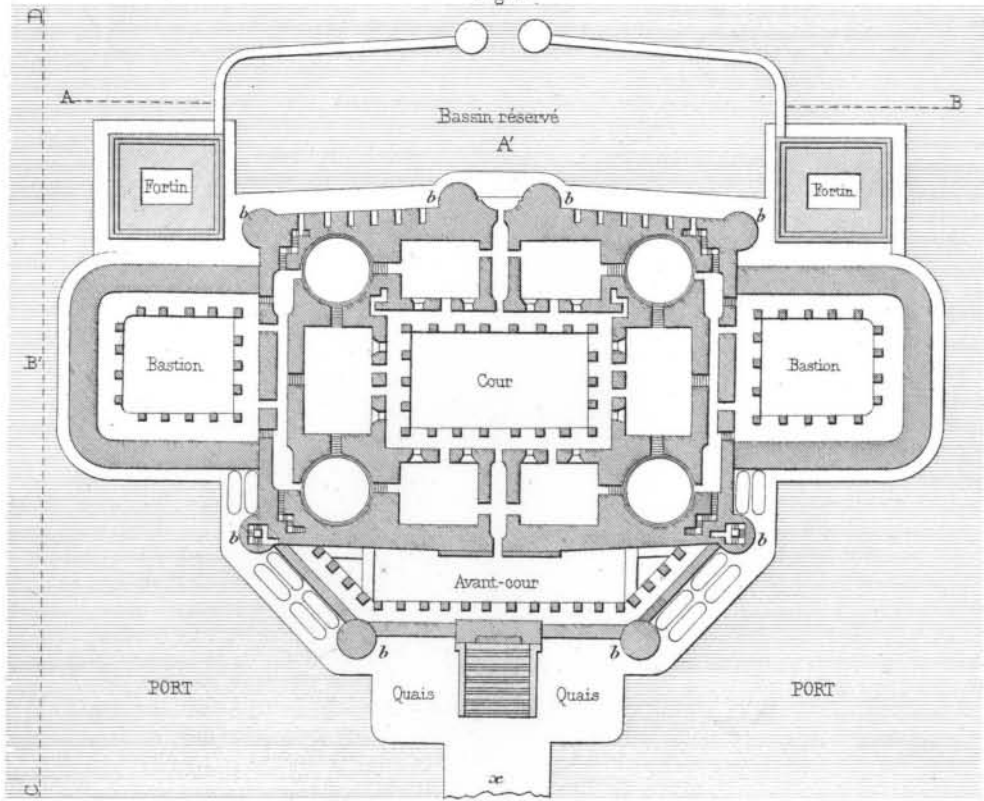 A
A
B
Bassin réservé
A'
Fortin
Fortin
b
b
b
b
B'
Bastion
Cour
Bastion
b
b
Avant-cour
b
b
PORT
Quais
Quais
PORT
x
C